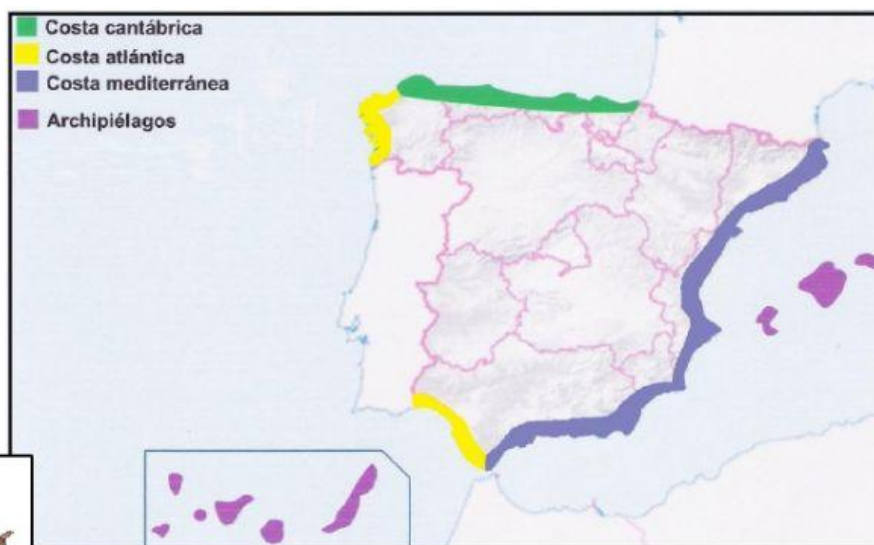 Costa cantábrica
Costa atlántica
Costa mediterránea
Archipiélagos